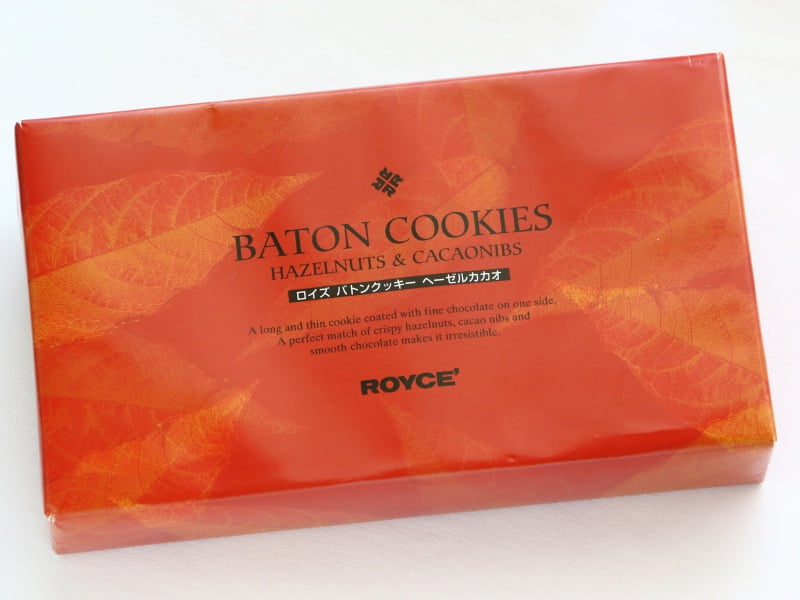 BATON COOKIES
HAZELNUTS & CACAONIBS
ロイズ バトンクッキー ヘーゼルカカオ
A long and thin cookie coated with fine chocolate on one side.
A perfect match of crispy hazelnuts, cacao nibs and
smooth chocolate makes it irresistible.
ROYCE'